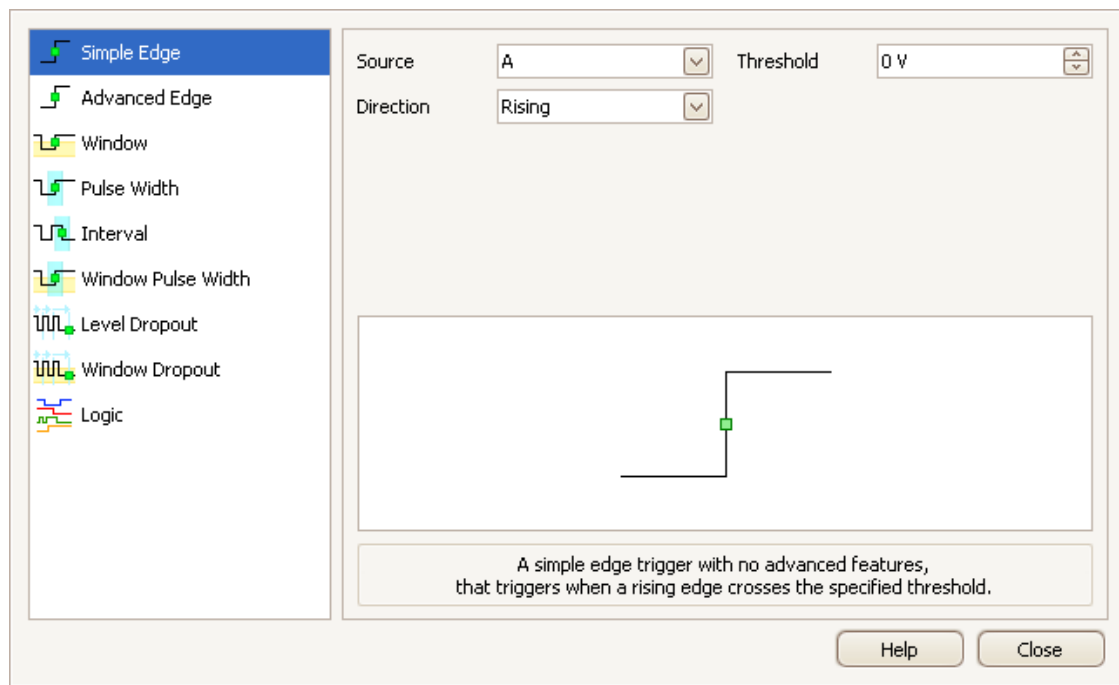 Simple Edge
Advanced Edge
Window
Pulse Width
Interval
Window Pulse Width
Level Dropout
Window Dropout
Logic
Source A Threshold 0 V
Direction Rising
A simple edge trigger with no advanced features,
that triggers when a rising edge crosses the specified threshold.
Help Close